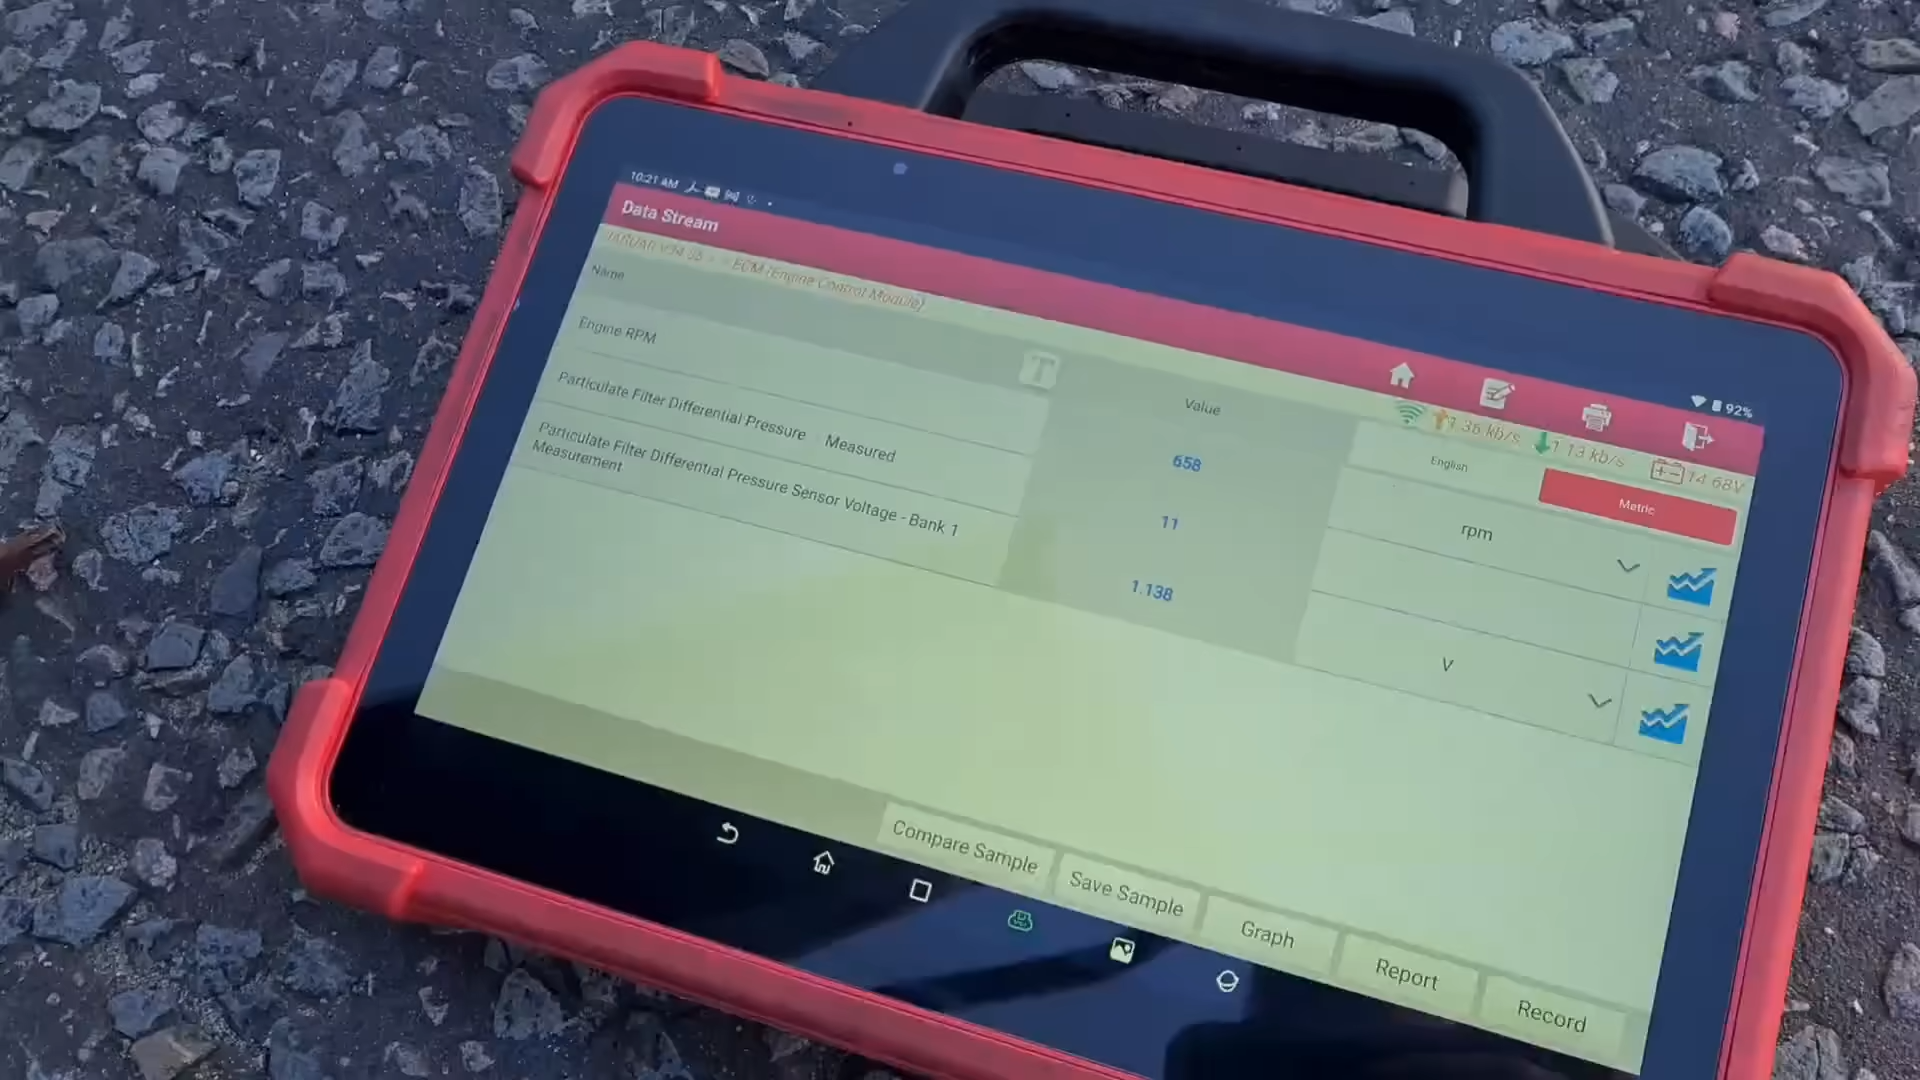 10:21 AM
92%
Data Stream
ECM (Engine Control Module)
kb/s
kb/s
14.68V
Name
Value
English
Metric
Engine RPM
658
rpm
Particulate Filter Differential Pressure - Measured
11
Particulate Filter Differential Pressure Sensor Voltage - Bank 1
Measurement
1.138
V
Compare Sample
Save Sample
Graph
Report
Record